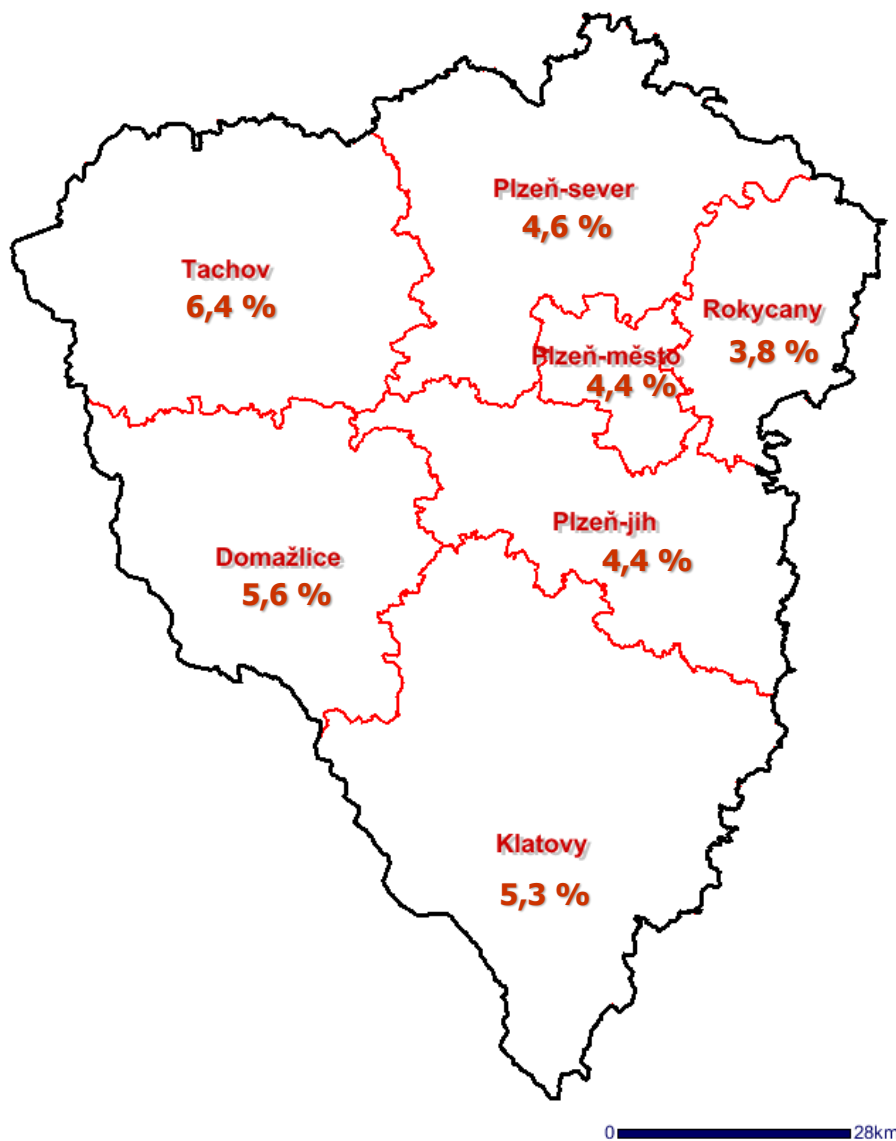 Plzeň-sever
4,6 %
Tachov
6,4 %
Rokycany
3,8 %
Plzeň-město
4,4 %
Plzeň-jih
4,4 %
Domažlice
5,6 %
Klatovy
5,3 %
0 28km